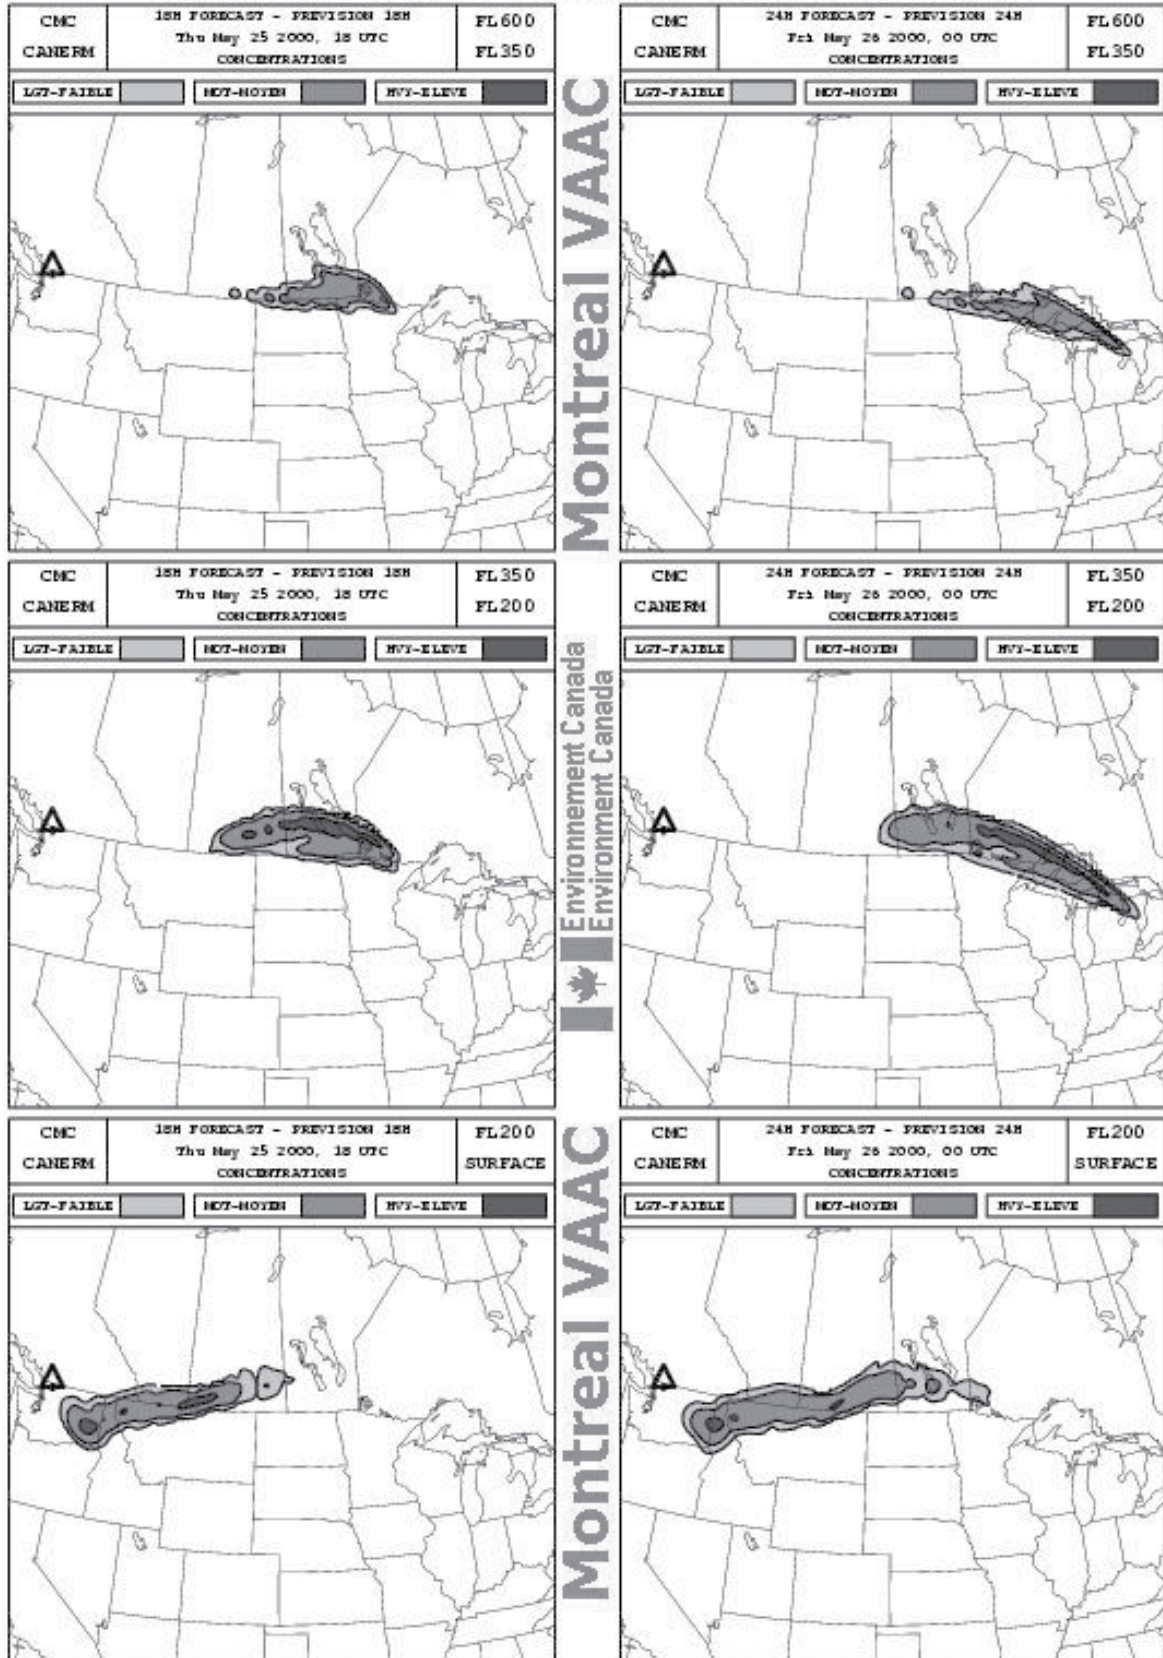 CMC
CANERM
18H FORECAST - PREVISION 18H
Thu May 25 2000, 18 UTC
CONCENTRATIONS
FL600
FL350
LGT-FAIBLE
MDT-MOYEN
HVY-ELEVE
CMC
CANERM
24H FORECAST - PREVISION 24H
Fri May 26 2000, 00 UTC
CONCENTRATIONS
FL600
FL350
LGT-FAIBLE
MDT-MOYEN
HVY-ELEVE
Montreal VAAC
CMC
CANERM
18H FORECAST - PREVISION 18H
Thu May 25 2000, 18 UTC
CONCENTRATIONS
FL350
FL200
LGT-FAIBLE
MDT-MOYEN
HVY-ELEVE
CMC
CANERM
24H FORECAST - PREVISION 24H
Fri May 26 2000, 00 UTC
CONCENTRATIONS
FL350
FL200
LGT-FAIBLE
MDT-MOYEN
HVY-ELEVE
Environnement Canada
Environment Canada
CMC
CANERM
18H FORECAST - PREVISION 18H
Thu May 25 2000, 18 UTC
CONCENTRATIONS
FL200
SURFACE
LGT-FAIBLE
MDT-MOYEN
HVY-ELEVE
CMC
CANERM
24H FORECAST - PREVISION 24H
Fri May 26 2000, 00 UTC
CONCENTRATIONS
FL200
SURFACE
LGT-FAIBLE
MDT-MOYEN
HVY-ELEVE
Montreal VAAC